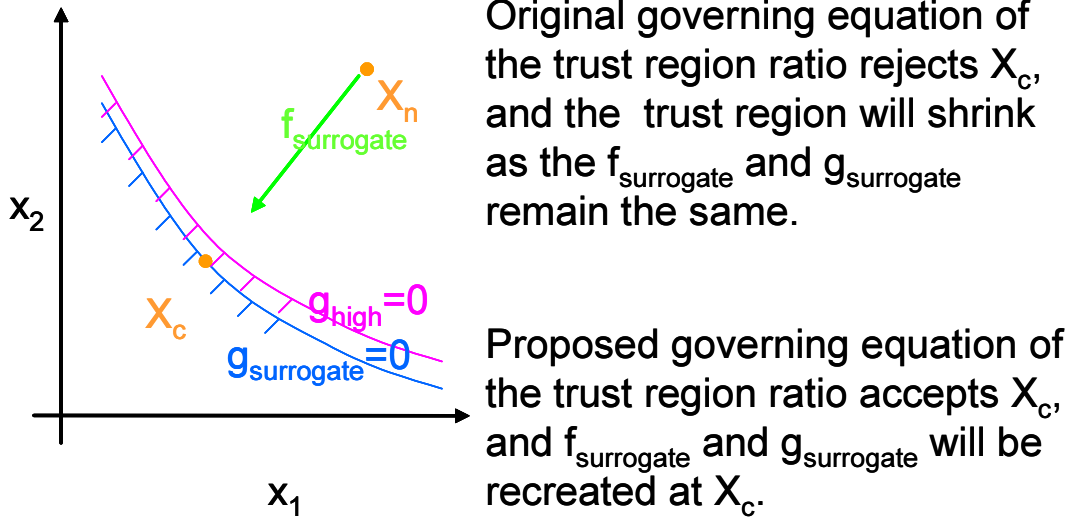 Original governing equation of
the trust region ratio rejects Xc,
and the trust region will shrink
as the fsurrogate and gsurrogate
remain the same.
Xn
fsurrogate
x2
Xc
ghigh=0
gsurrogate=0
x1
Proposed governing equation of
the trust region ratio accepts Xc,
and fsurrogate and gsurrogate will be
recreated at Xc.